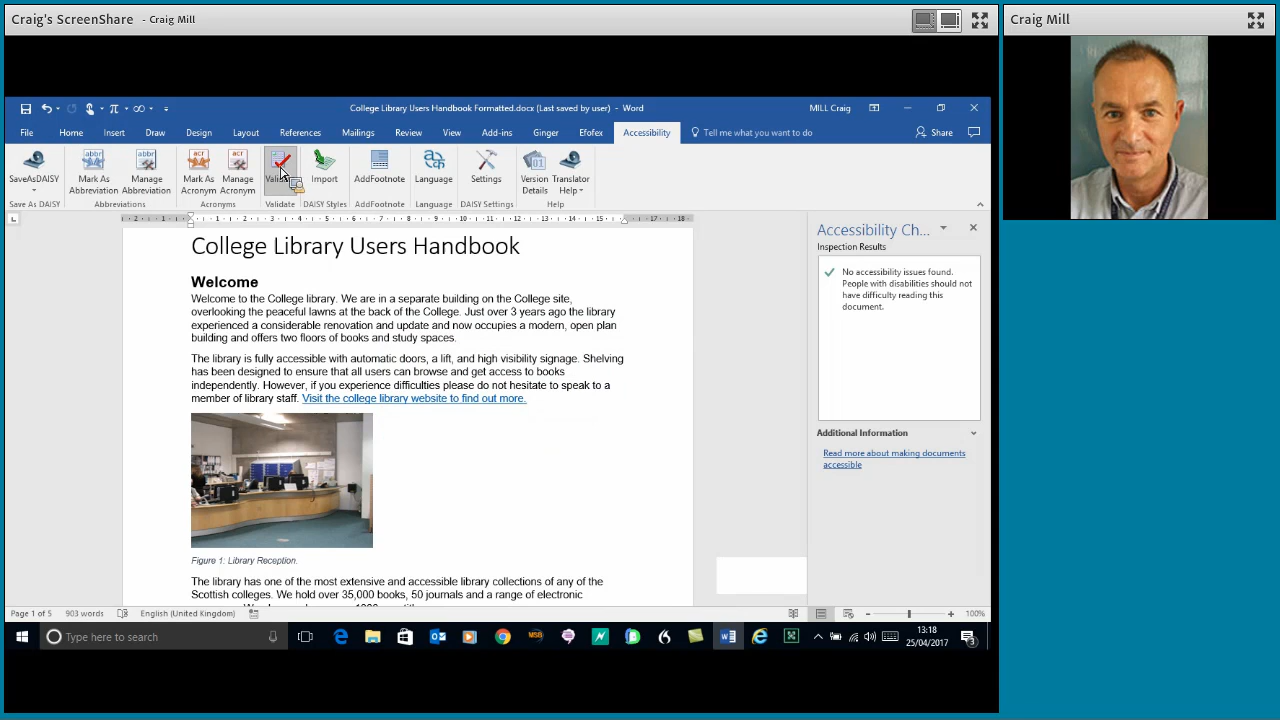 Craig's ScreenShare - Craig Mill
Craig Mill
College Library Users Handbook Formatted.docx (Last saved by user) - Word
MILL Craig
File Home Insert Draw Design Layout References Mailings Review View Add-ins Ginger Efofex Accessibility Tell me what you want to do Share
SaveAsDAISY
Mark As Abbreviation
Manage Abbreviation
Mark As Acronym
Manage Acronym
Import
AddFootnote
Language
Settings
Version Details
Translator Help
Save As DAISY Abbreviations Acronyms Validate DAISY Styles AddFootnote Language DAISY Settings Help
College Library Users Handbook
Welcome
Welcome to the College library. We are in a separate building on the College site,
overlooking the peaceful lawns at the back of the College. Just over 3 years ago the library
experienced a considerable renovation and update and now occupies a modern, open plan
building and offers two floors of books and study spaces.
The library is fully accessible with automatic doors, a lift, and high visibility signage. Shelving
has been designed to ensure that all users can browse and get access to books
independently. However, if you experience difficulties please do not hesitate to speak to a
member of library staff. Visit the college library website to find out more.
Figure 1: Library Reception.
The library has one of the most extensive and accessible library collections of any of the
Scottish colleges. We hold over 35,000 books, 50 journals and a range of electronic
Accessibility Ch...
Inspection Results
No accessibility issues found.
People with disabilities should not
have difficulty reading this
document.
Additional Information
Read more about making documents
accessible
Page 1 of 5 903 words English (United Kingdom) 100%
Type here to search
13:18
25/04/2017